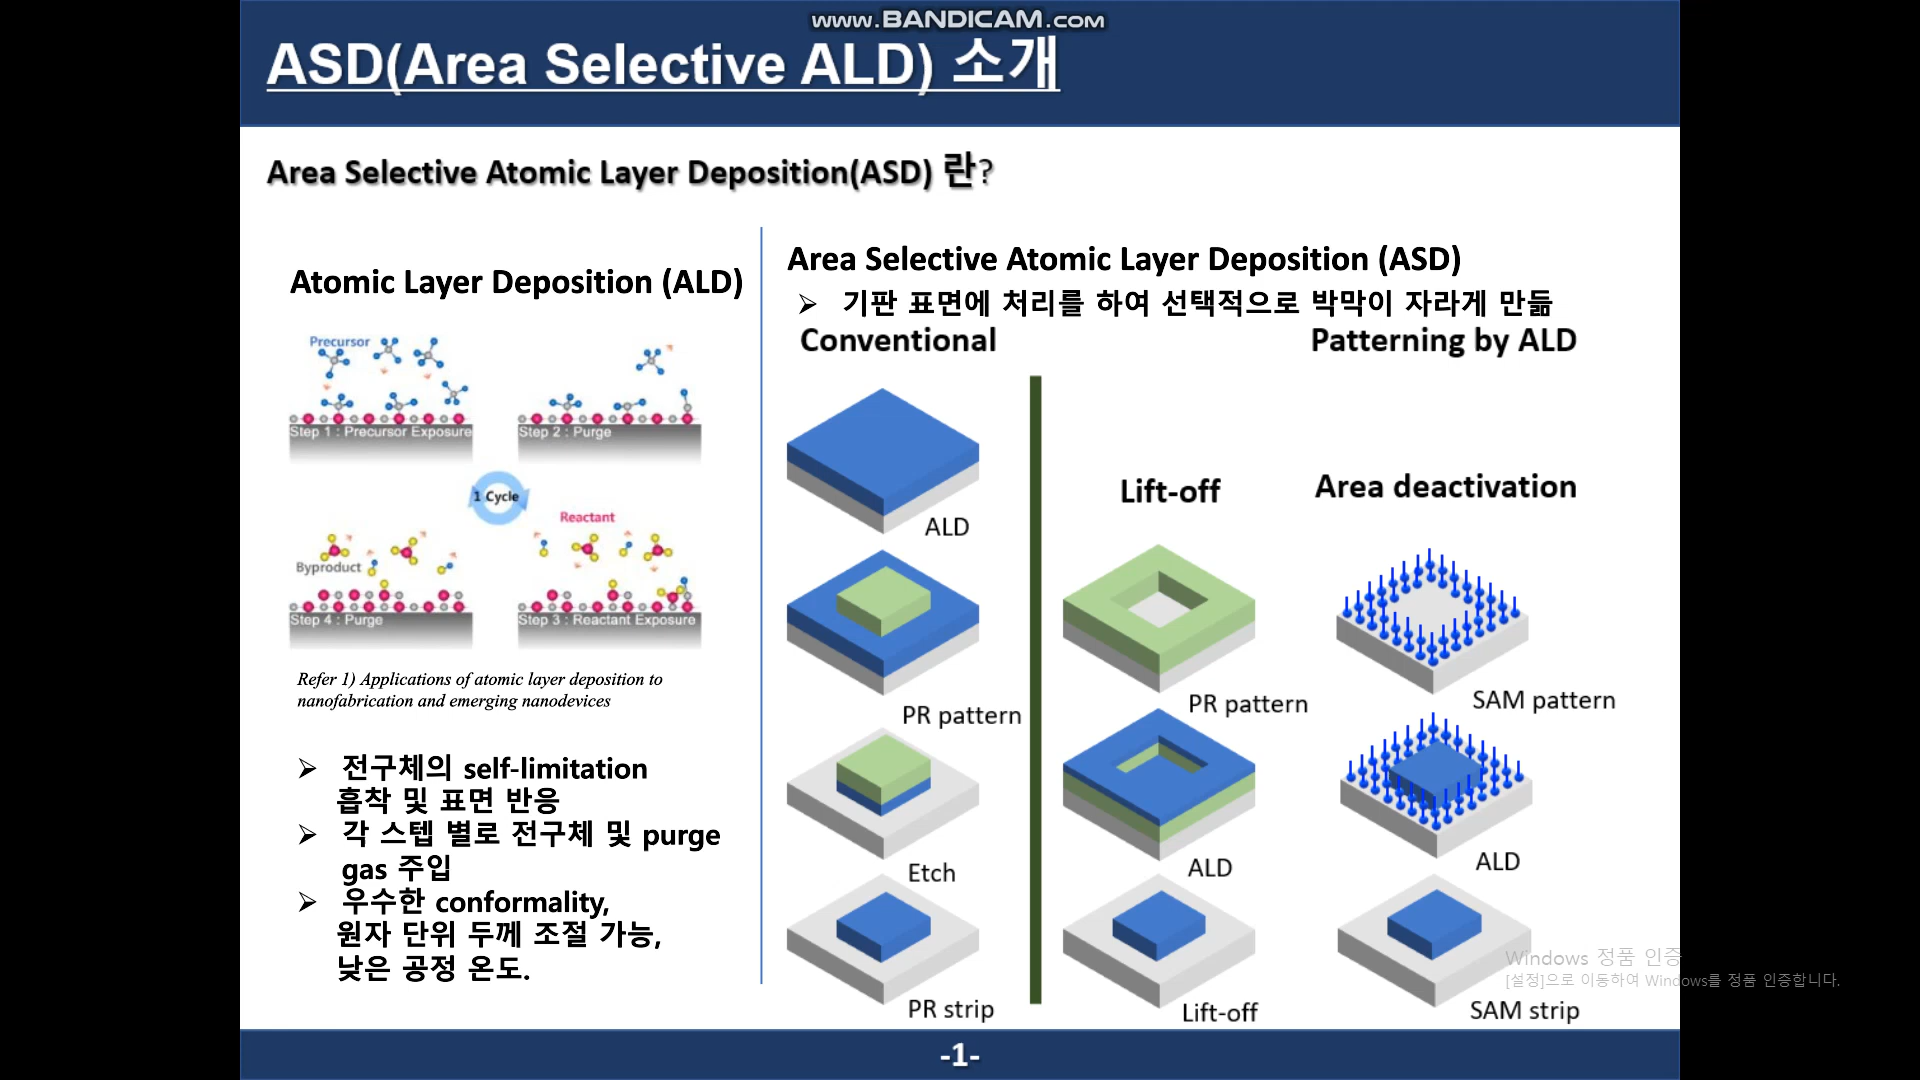 www.BANDICAM.com
ASD(Area Selective ALD) 소개
Area Selective Atomic Layer Deposition(ASD) 란?
Atomic Layer Deposition (ALD)
Precursor
Step 1 : Precursor Exposure
Step 2 : Purge
1 Cycle
Reactant
Byproduct
Step 4 : Purge
Step 3 : Reactant Exposure
Refer 1) Applications of atomic layer deposition to
nanofabrication and emerging nanodevices
➢ 전구체의 self-limitation
흡착 및 표면 반응
➢ 각 스텝 별로 전구체 및 purge
gas 주입
➢ 우수한 conformality,
원자 단위 두께 조절 가능,
낮은 공정 온도.
Area Selective Atomic Layer Deposition (ASD)
➢ 기판 표면에 처리를 하여 선택적으로 박막이 자라게 만듦
Conventional
ALD
PR pattern
Etch
PR strip
Patterning by ALD
Lift-off
PR pattern
ALD
Lift-off
Area deactivation
SAM pattern
ALD
SAM strip
Windows 정품 인증
[설정]으로 이동하여 Windows를 정품 인증합니다.
-1-